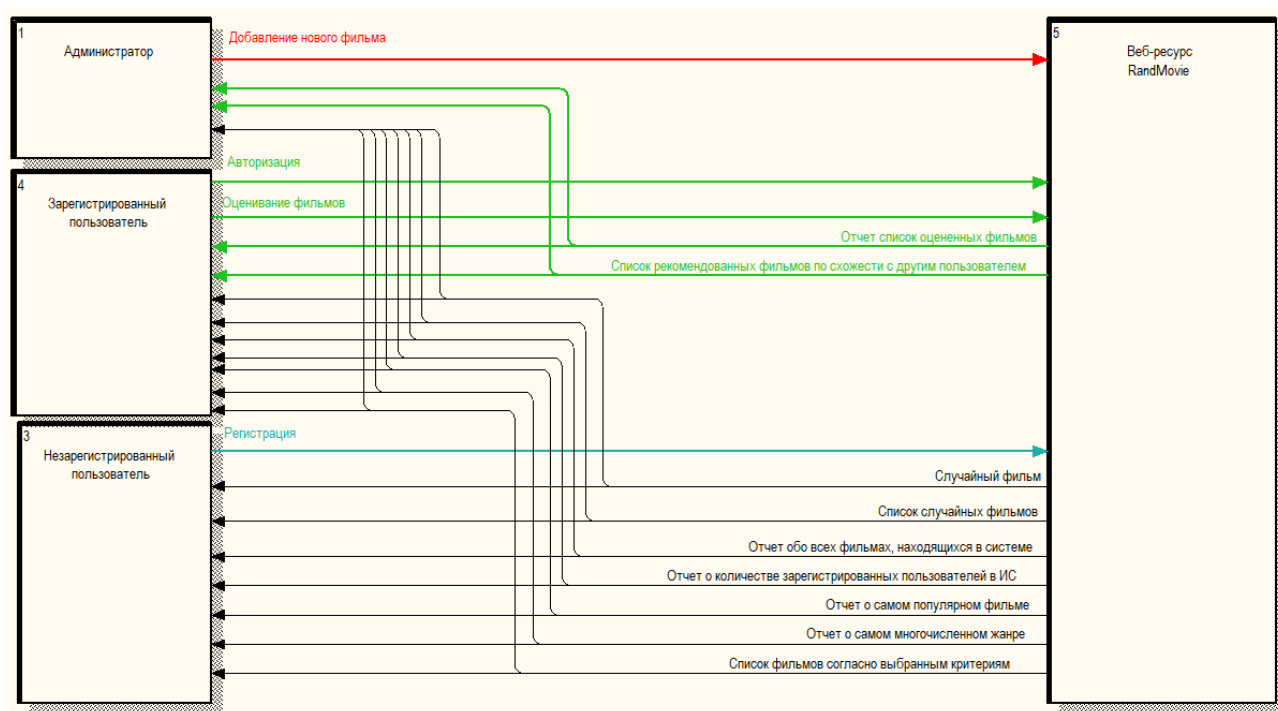 1
Администратор
Добавление нового фильма
5
Веб-ресурс
RandMovie
Авторизация
4
Зарегистрированный
пользователь
Оценивание фильмов
Отчет список оцененных фильмов
Список рекомендованных фильмов по схожести с другим пользователем
3
Незарегистрированный
пользователь
Регистрация
Случайный фильм
Список случайных фильмов
Отчет обо всех фильмах, находящихся в системе
Отчет о количестве зарегистрированных пользователей в ИС
Отчет о самом популярном фильме
Отчет о самом многочисленном жанре
Список фильмов согласно выбранным критериям